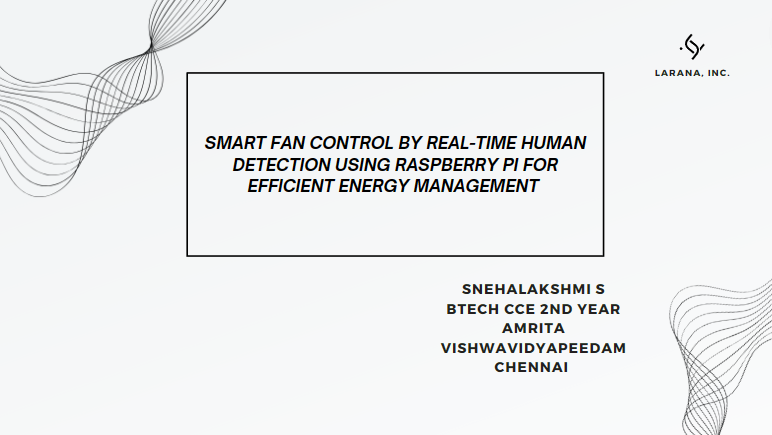 LARANA, INC.
SMART FAN CONTROL BY REAL-TIME HUMAN
DETECTION USING RASPBERRY PI FOR
EFFICIENT ENERGY MANAGEMENT
SNEHALAKSHMI S
BTECH CCE 2ND YEAR
AMRITA
VISHWAVIDYAPEEDAM
CHENNAI